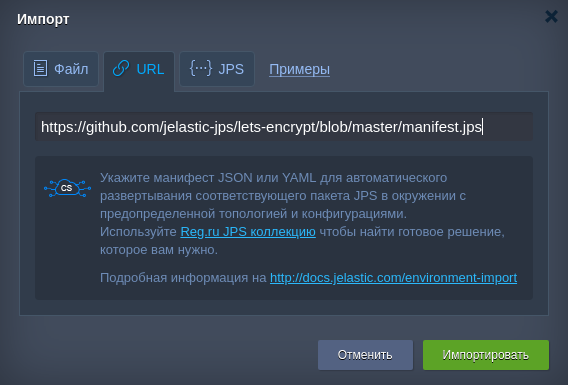 Импорт
Файл
URL
{···} JPS
Примеры
https://github.com/jelastic-jps/lets-encrypt/blob/master/manifest.jps
CS
Укажите манифест JSON или YAML для автоматического
развертывания соответствующего пакета JPS в окружении с
предопределенной топологией и конфигурациями.
Используйте Reg.ru JPS коллекцию чтобы найти готовое решение,
которое вам нужно.
Подробная информация на http://docs.jelastic.com/environment-import
Отменить
Импортировать